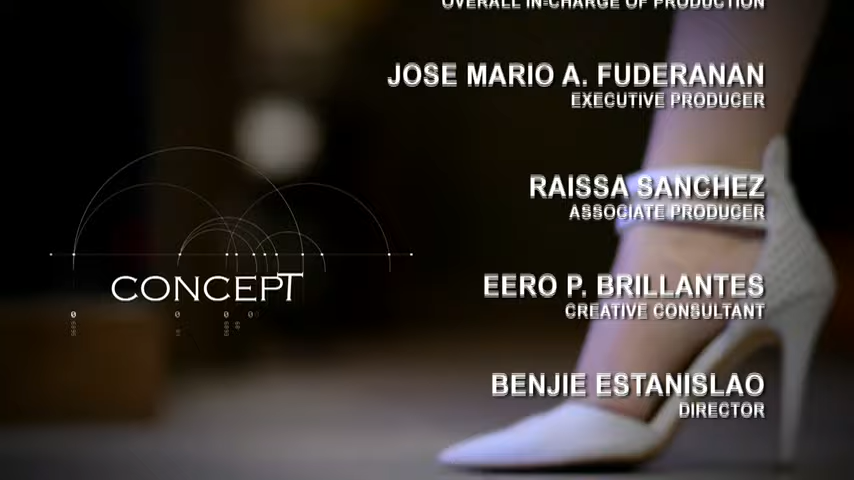 OVERALL IN-CHARGE OF PRODUCTION
JOSE MARIO A. FUDERANAN
EXECUTIVE PRODUCER
RAISSA SANCHEZ
ASSOCIATE PRODUCER
CONCEPT
EERO P. BRILLANTES
CREATIVE CONSULTANT
BENJIE ESTANISLAO
DIRECTOR